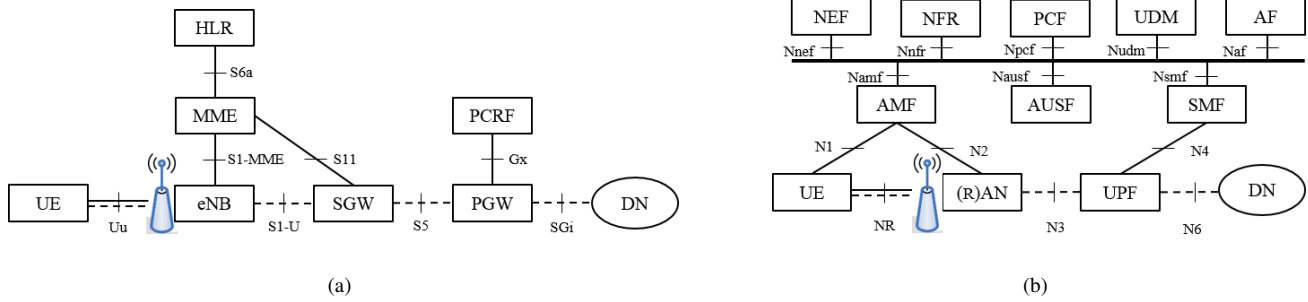 HLR
S6a
MME
PCRF
S1-MME
S11
Gx
UE
eNB
SGW
PGW
DN
Uu
S1-U
S5
SGi
(a)
NEF
NFR
PCF
UDM
AF
Nnef
Nnfr
Npcf
Nudm
Naf
Namf
Nausf
Nsmf
AMF
AUSF
SMF
N1
N2
N4
UE
(R)AN
UPF
DN
NR
N3
N6
(b)